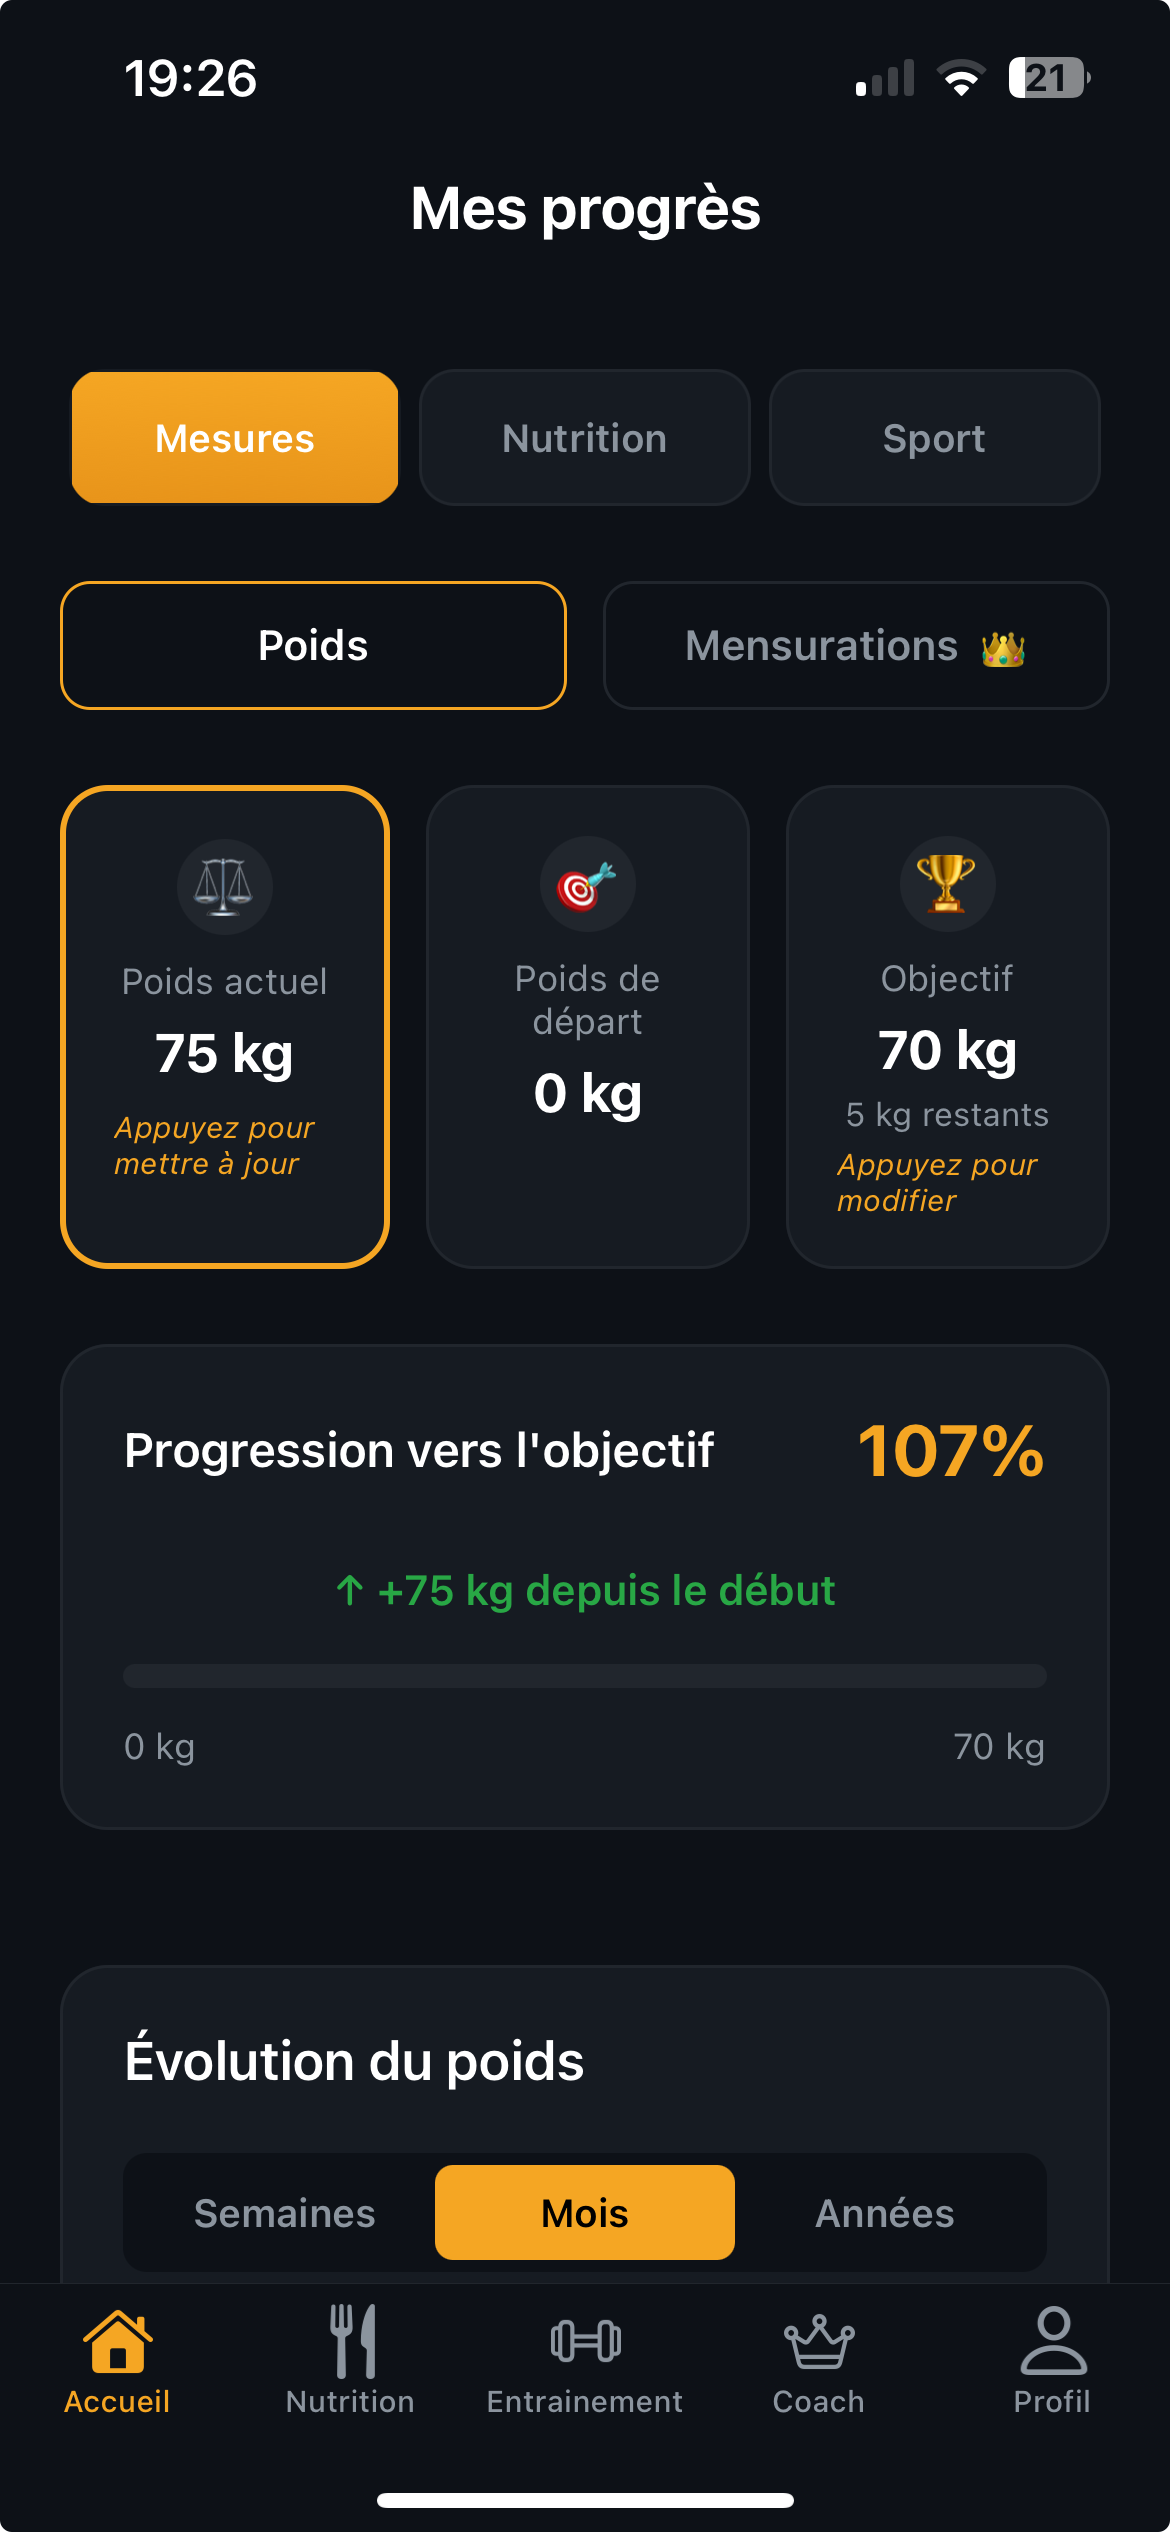 19:26
21
Mes progrès
Mesures
Nutrition
Sport
Poids
Mensurations
Poids actuel
75 kg
Appuyez pour
mettre à jour
Poids de
départ
0 kg
Objectif
70 kg
5 kg restants
Appuyez pour
modifier
Progression vers l'objectif
107%
↑ +75 kg depuis le début
0 kg
70 kg
Évolution du poids
Semaines
Mois
Années
Accueil
Nutrition
Entrainement
Coach
Profil